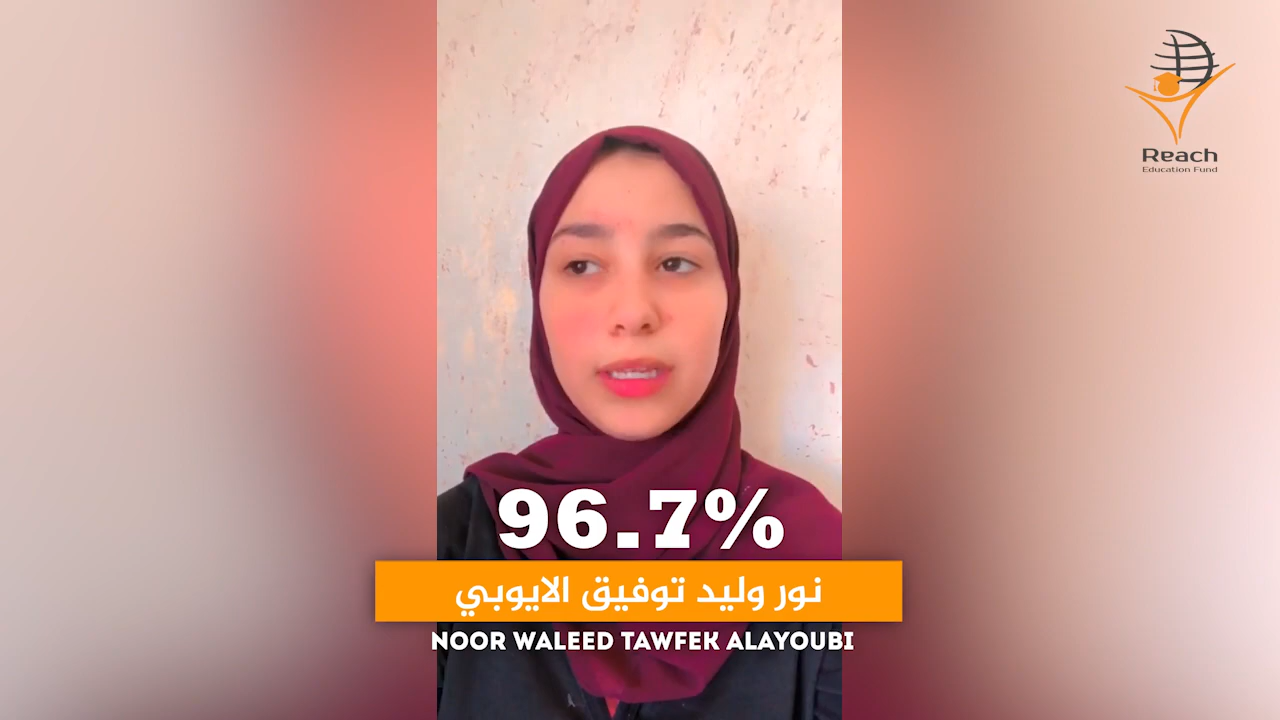 Reach
Education Fund
96.7%
نور وليد توفيق الايوبي
NOOR WALEED TAWFEK ALAYOUBI